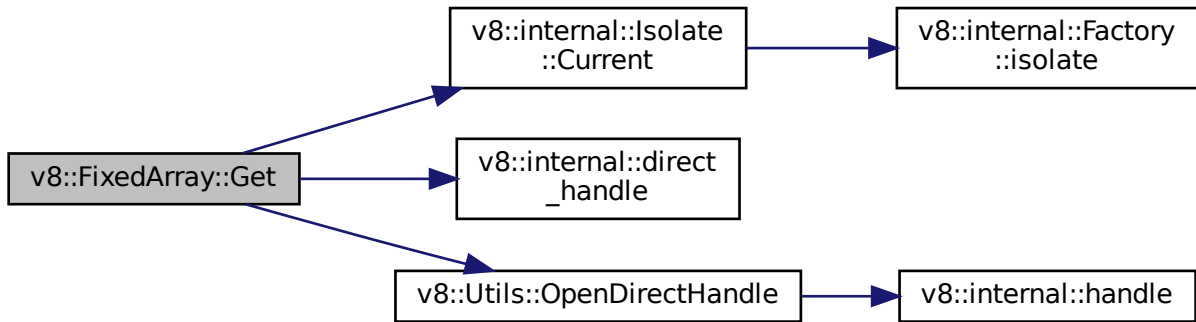 v8::FixedArray::Get
v8::internal::Isolate
::Current
v8::internal::Factory
::isolate
v8::internal::direct
_handle
v8::Utils::OpenDirectHandle
v8::internal::handle